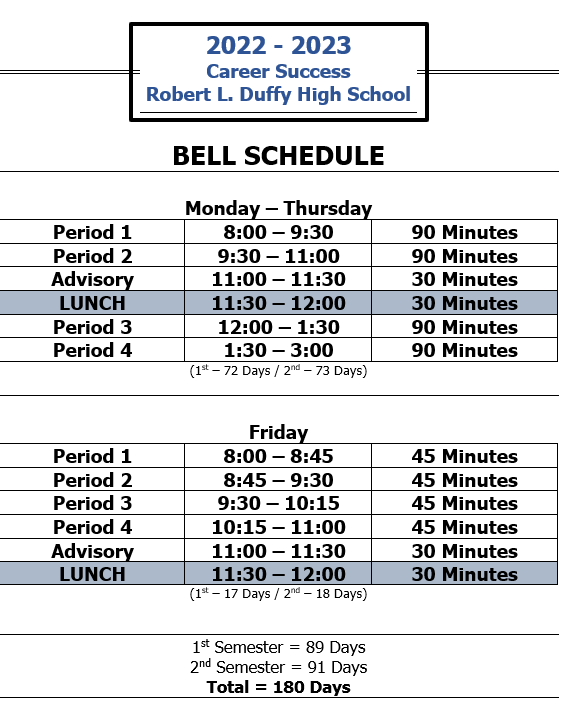 2022 - 2023
Career Success
Robert L. Duffy High School
BELL SCHEDULE
Monday – Thursday
Period 1 8:00 – 9:30 90 Minutes
Period 2 9:30 – 11:00 90 Minutes
Advisory 11:00 – 11:30 30 Minutes
LUNCH 11:30 – 12:00 30 Minutes
Period 3 12:00 – 1:30 90 Minutes
Period 4 1:30 – 3:00 90 Minutes
(1st – 72 Days / 2nd – 73 Days)
Friday
Period 1 8:00 – 8:45 45 Minutes
Period 2 8:45 – 9:30 45 Minutes
Period 3 9:30 – 10:15 45 Minutes
Period 4 10:15 – 11:00 45 Minutes
Advisory 11:00 – 11:30 30 Minutes
LUNCH 11:30 – 12:00 30 Minutes
(1st – 17 Days / 2nd – 18 Days)
1st Semester = 89 Days
2nd Semester = 91 Days
Total = 180 Days